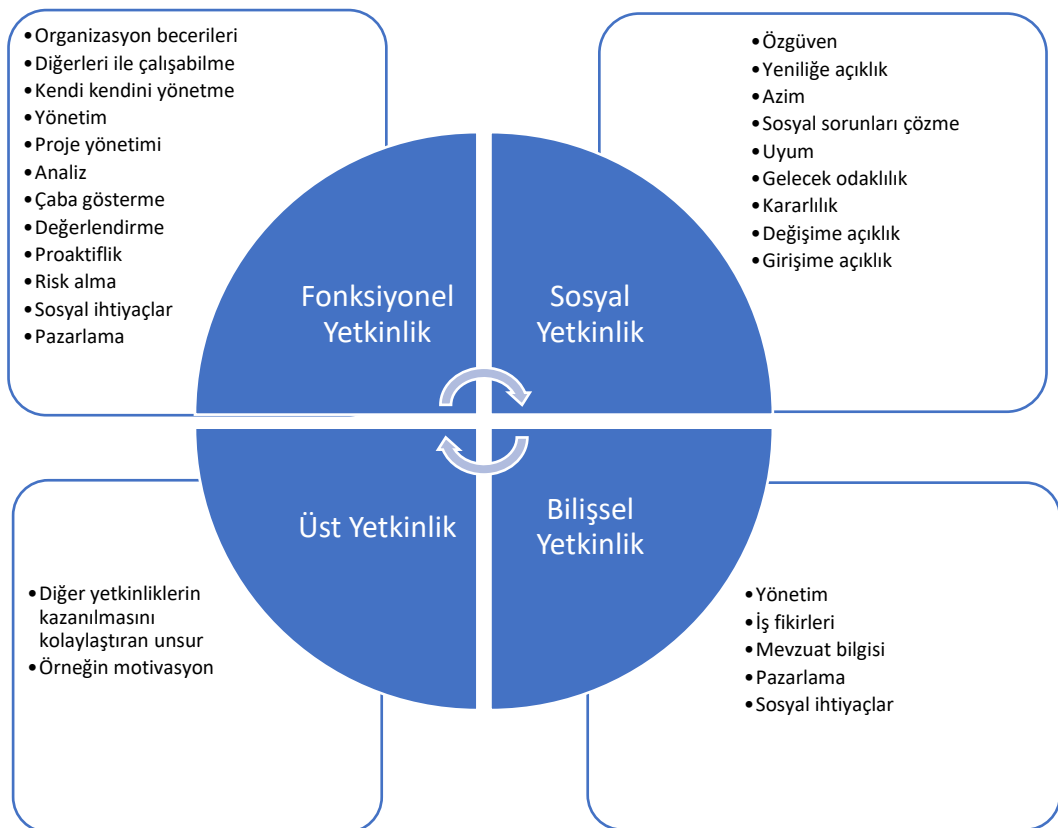 •Organizasyon becerileri
•Diğerleri ile çalışabilme
•Kendi kendini yönetme
•Yönetim
•Proje yönetimi
•Analiz
•Çaba gösterme
•Değerlendirme
•Proaktiflik
•Risk alma
•Sosyal ihtiyaçlar
•Pazarlama
•Özgüven
•Yeniliğe açıklık
•Azim
•Sosyal sorunları çözme
•Uyum
•Gelecek odaklılık
•Kararlılık
•Değişime açıklık
•Girişime açıklık
Fonksiyonel
Yetkinlik
Sosyal
Yetkinlik
Üst Yetkinlik
Bilişsel
Yetkinlik
•Diğer yetkinliklerin
kazanılmasını
kolaylaştıran unsur
•Örneğin motivasyon
•Yönetim
•İş fikirleri
•Mevzuat bilgisi
•Pazarlama
•Sosyal ihtiyaçlar